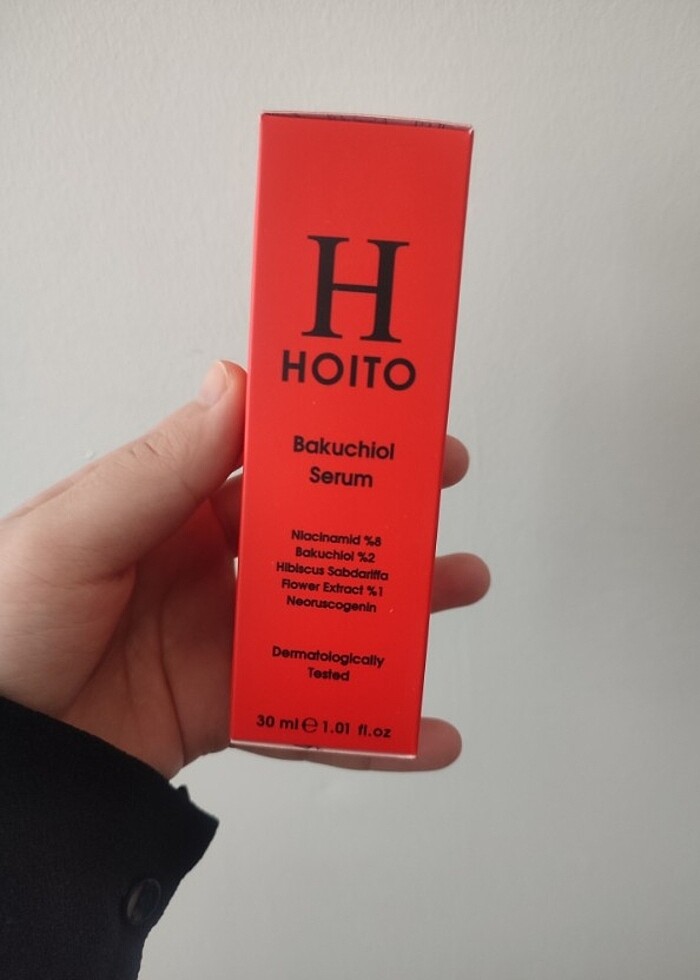 H
HOITO
Bakuchiol
Serum
Niacinamid %8
Bakuchiol %2
Hibiscus Sabdariffa
Flower Extract %1
Neoruscogenin
Dermatologically
Tested
30 ml e 1.01 fl.oz